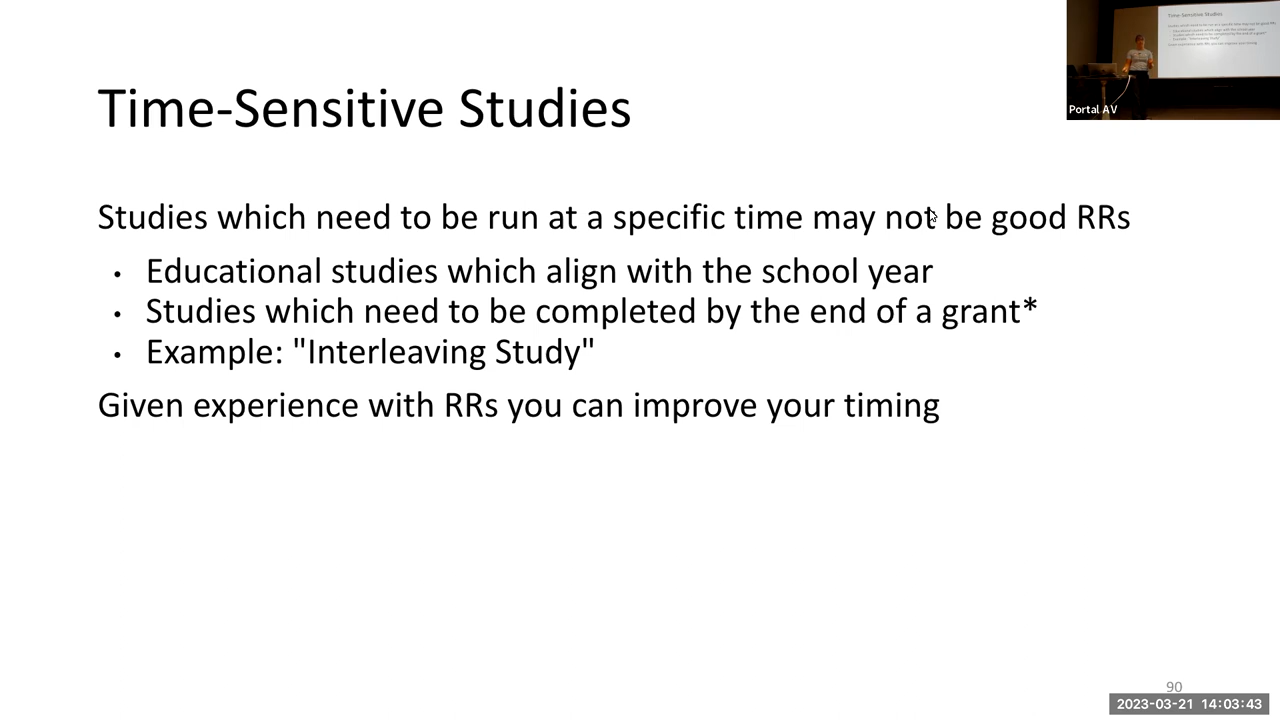 Time-Sensitive Studies
Studies which need to be run at a specific time may not be good RRs
• Educational studies which align with the school year
• Studies which need to be completed by the end of a grant*
• Example: "Interleaving Study"
Given experience with RRs you can improve your timing
Time-Sensitive Studies
Portal AV
90
2023-03-21 14:03:43